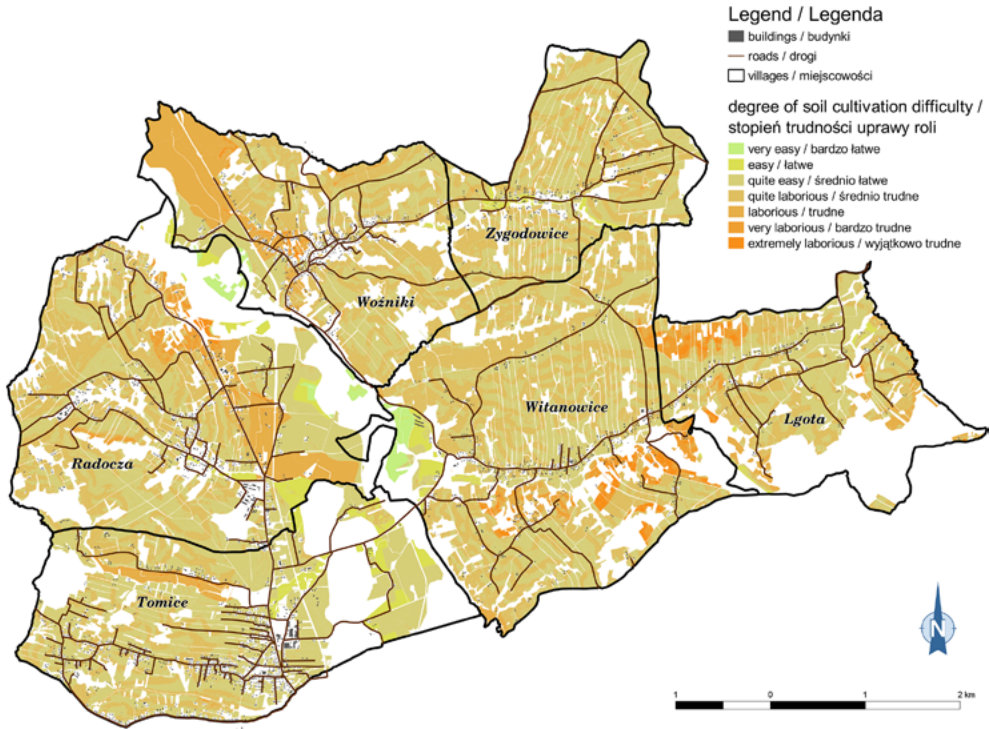 Legend / Legenda
buildings / budynki
roads / drogi
villages / miejscowości
degree of soil cultivation difficulty /
stopień trudności uprawy roli
very easy / bardzo łatwe
easy / łatwe
quite easy / średnio łatwe
quite laborious / średnio trudne
laborious / trudne
very laborious / bardzo trudne
extremely laborious / wyjątkowo trudne
Zygodowice
Woźniki
Witanowice
Lgota
Radocza
Tomice
N
1 0 1 2 km